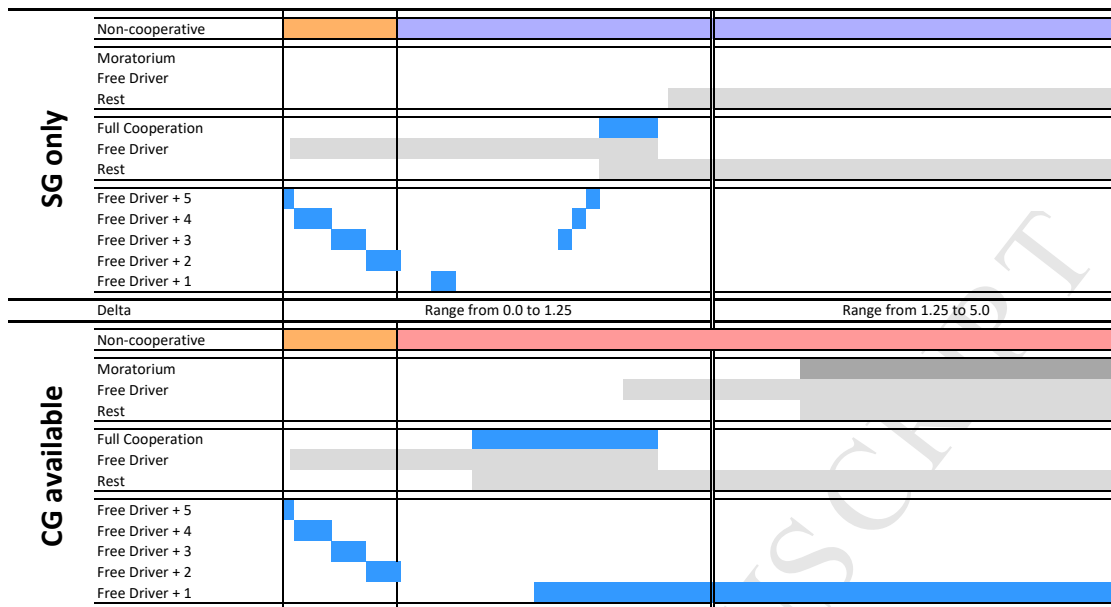 SG only
Non-cooperative
Moratorium
Free Driver
Rest
Full Cooperation
Free Driver
Rest
Free Driver + 5
Free Driver + 4
Free Driver + 3
Free Driver + 2
Free Driver + 1
Delta Range from 0.0 to 1.25 Range from 1.25 to 5.0
CG available
Non-cooperative
Moratorium
Free Driver
Rest
Full Cooperation
Free Driver
Rest
Free Driver + 5
Free Driver + 4
Free Driver + 3
Free Driver + 2
Free Driver + 1
SCRIPT